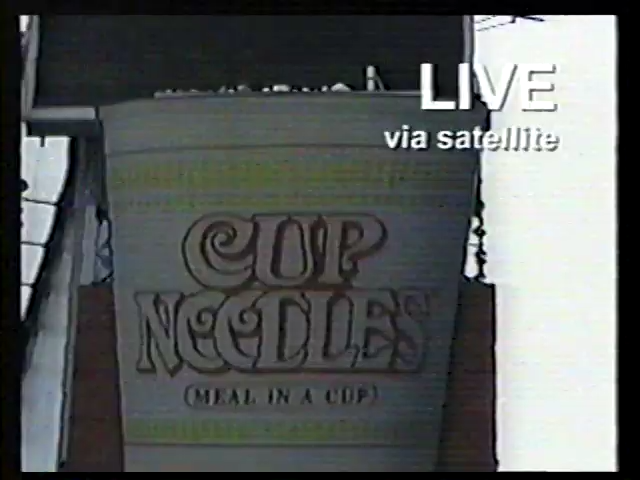 LIVE
via satellite
CUP
NOODLES
(MEAL IN A CUP)